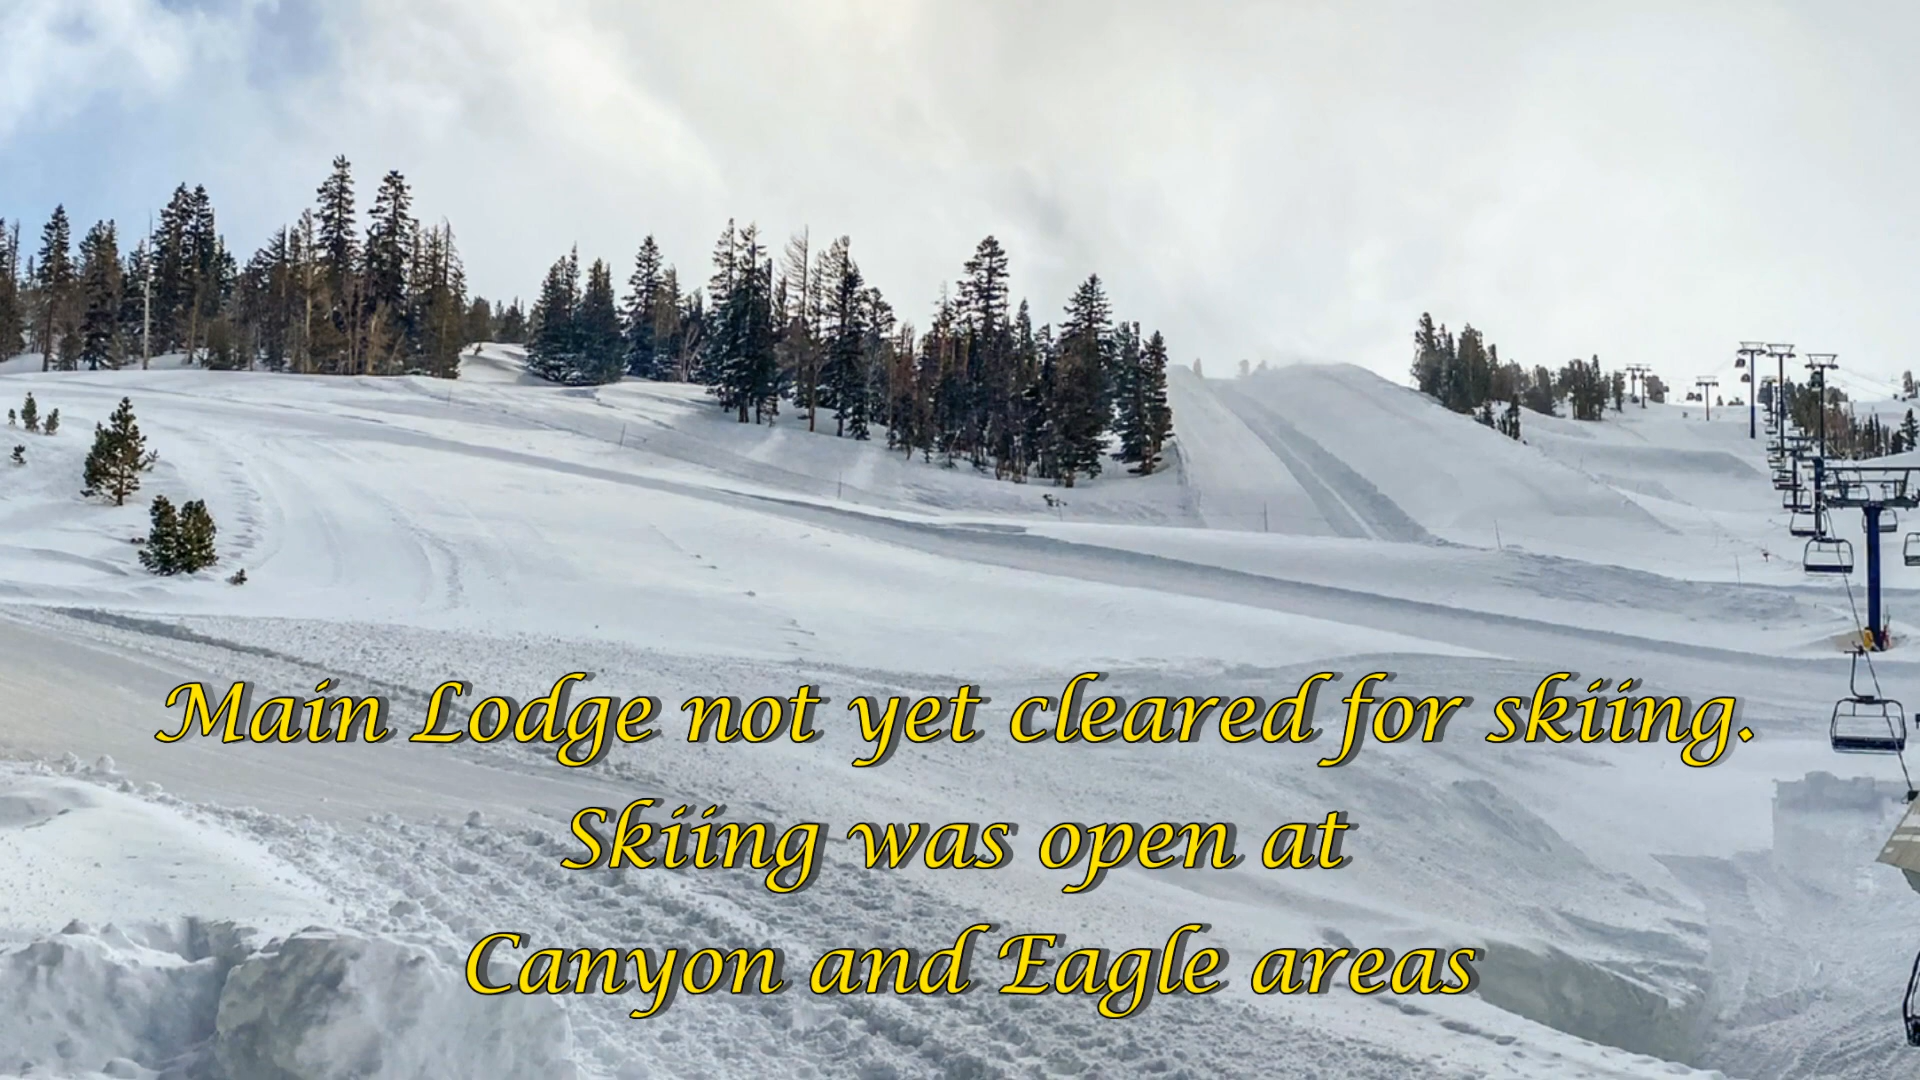 Main Lodge not yet cleared for skiing.
Skiing was open at
Canyon and Eagle areas